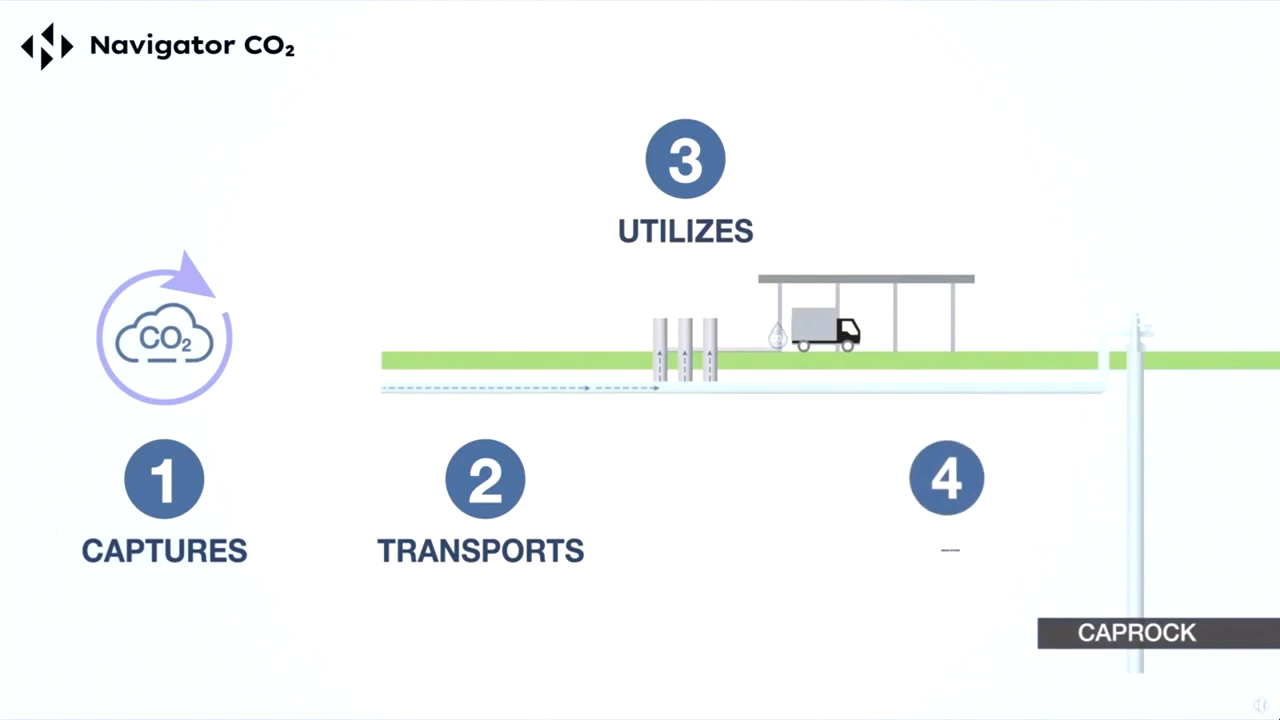 Navigator CO₂
3
UTILIZES
CO₂
1
CAPTURES
2
TRANSPORTS
4
CAPROCK